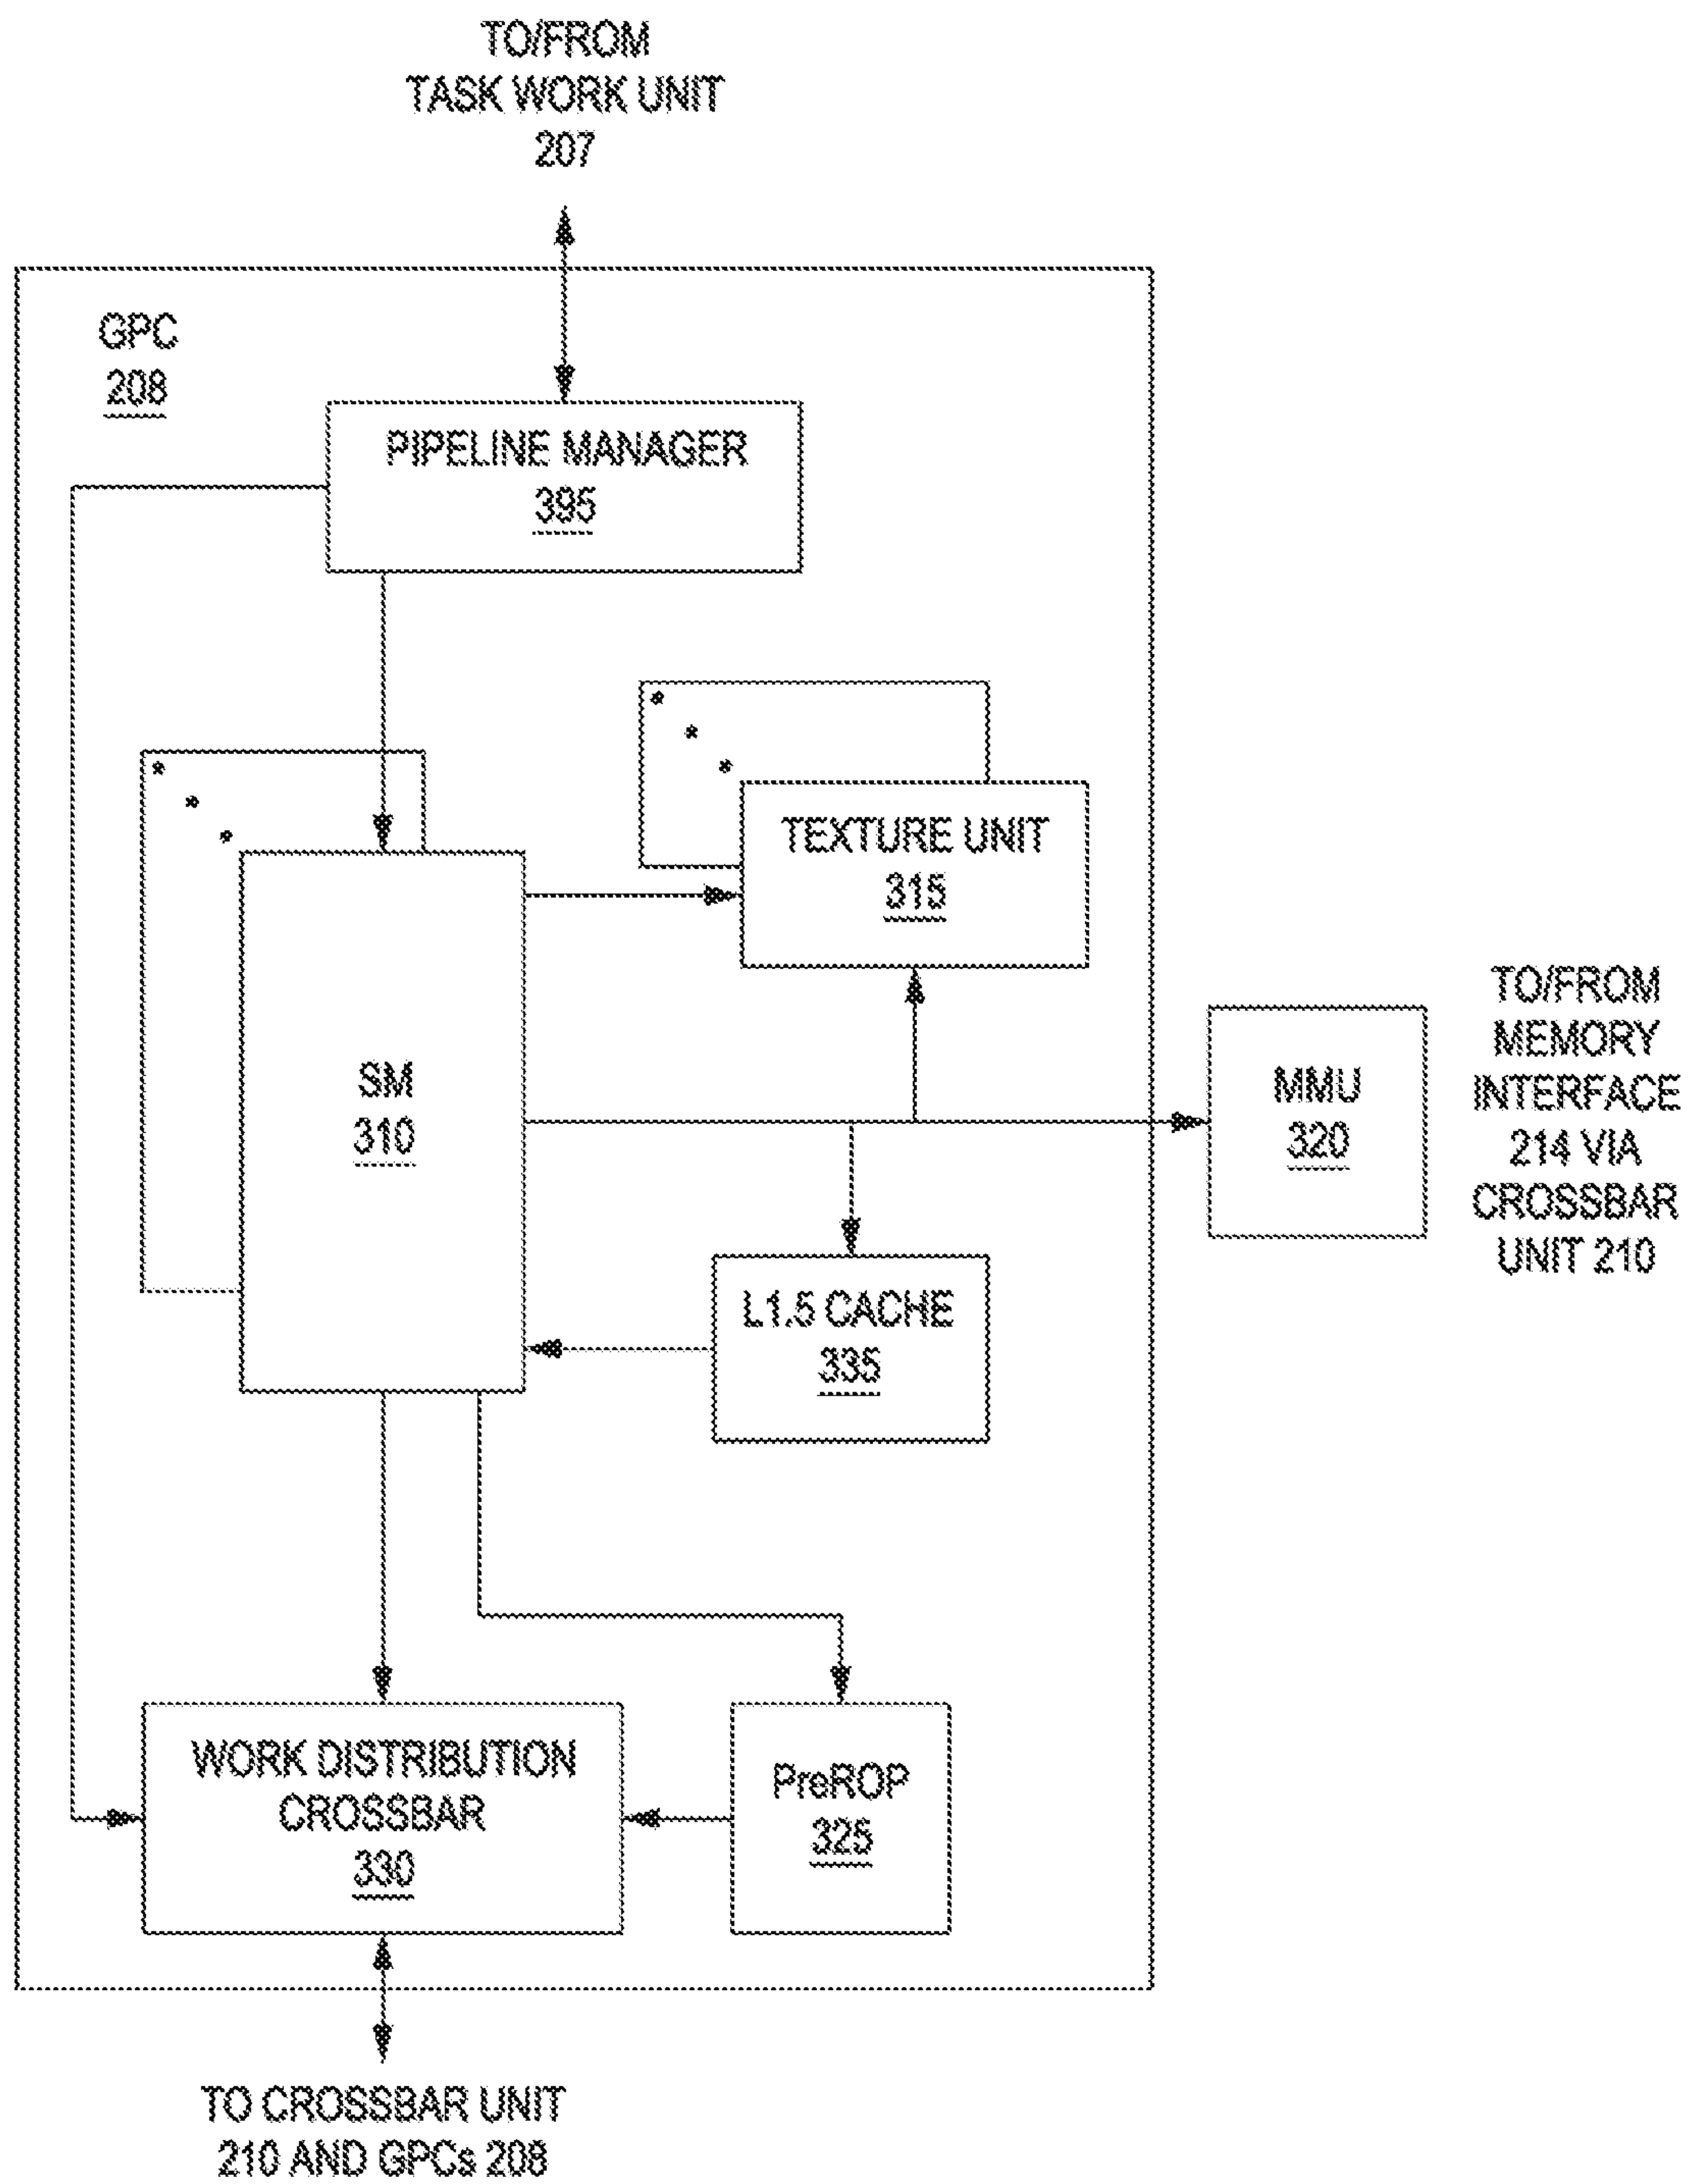 TO/FROM
TASK WORK UNIT
207
GPC
208
PIPELINE MANAGER
395
TEXTURE UNIT
315
SM
310
MMU
320
TO/FROM
MEMORY
INTERFACE
214 VIA
CROSSBAR
UNIT 210
L1.5 CACHE
335
WORK DISTRIBUTION
CROSSBAR
330
PreROP
325
TO CROSSBAR UNIT
210 AND GPCs 208